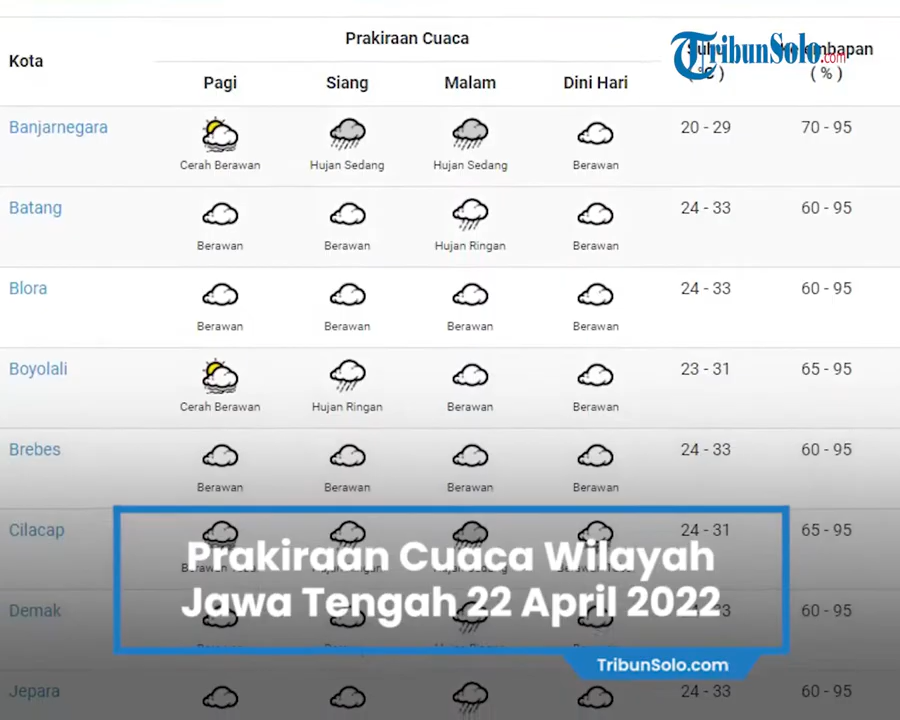 Kota
Prakiraan Cuaca
TribunSolo.com
( °C )
( % )
Pagi Siang Malam Dini Hari
Banjarnegara
20 - 29 70 - 95
Cerah Berawan Hujan Sedang Hujan Sedang Berawan
Batang
24 - 33 60 - 95
Berawan Berawan Hujan Ringan Berawan
Blora
24 - 33 60 - 95
Berawan Berawan Berawan Berawan
Boyolali
23 - 31 65 - 95
Cerah Berawan Hujan Ringan Berawan Berawan
Brebes
24 - 33 60 - 95
Berawan Berawan Berawan Berawan
Cilacap
24 - 31 65 - 95
Prakiraan Cuaca Wilayah
Jawa Tengah 22 April 2022
Demak
60 - 95
TribunSolo.com
Jepara
24 - 33 60 - 95